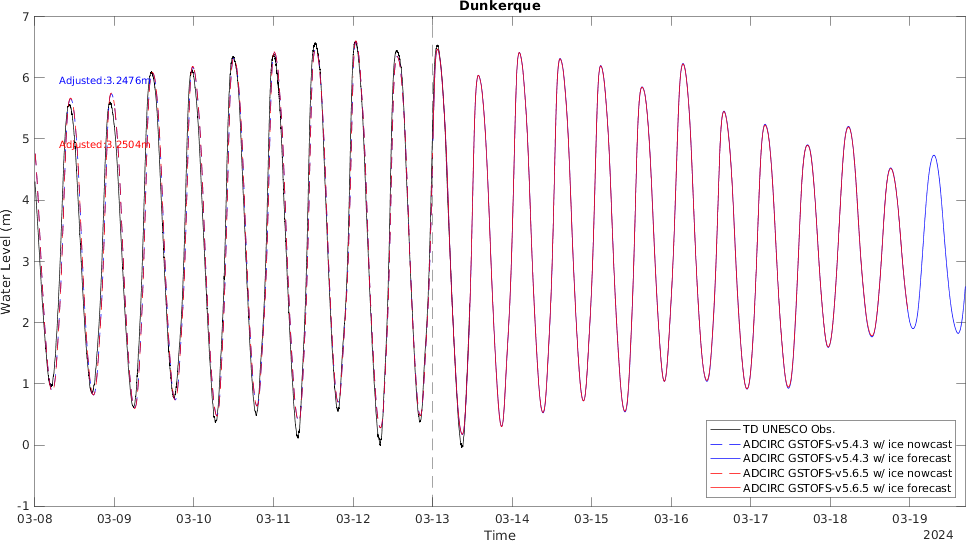 Dunkerque
7
6
5
4
3
2
1
0
-1
Water Level (m)
Adjusted:3.2476m
Adjusted:3.2504m
TD UNESCO Obs.
ADCIRC GSTOFS-v5.4.3 w/ ice nowcast
ADCIRC GSTOFS-v5.4.3 w/ ice forecast
ADCIRC GSTOFS-v5.6.5 w/ ice nowcast
ADCIRC GSTOFS-v5.6.5 w/ ice forecast
03-08 03-09 03-10 03-11 03-12 03-13 03-14 03-15 03-16 03-17 03-18 03-19
Time
2024